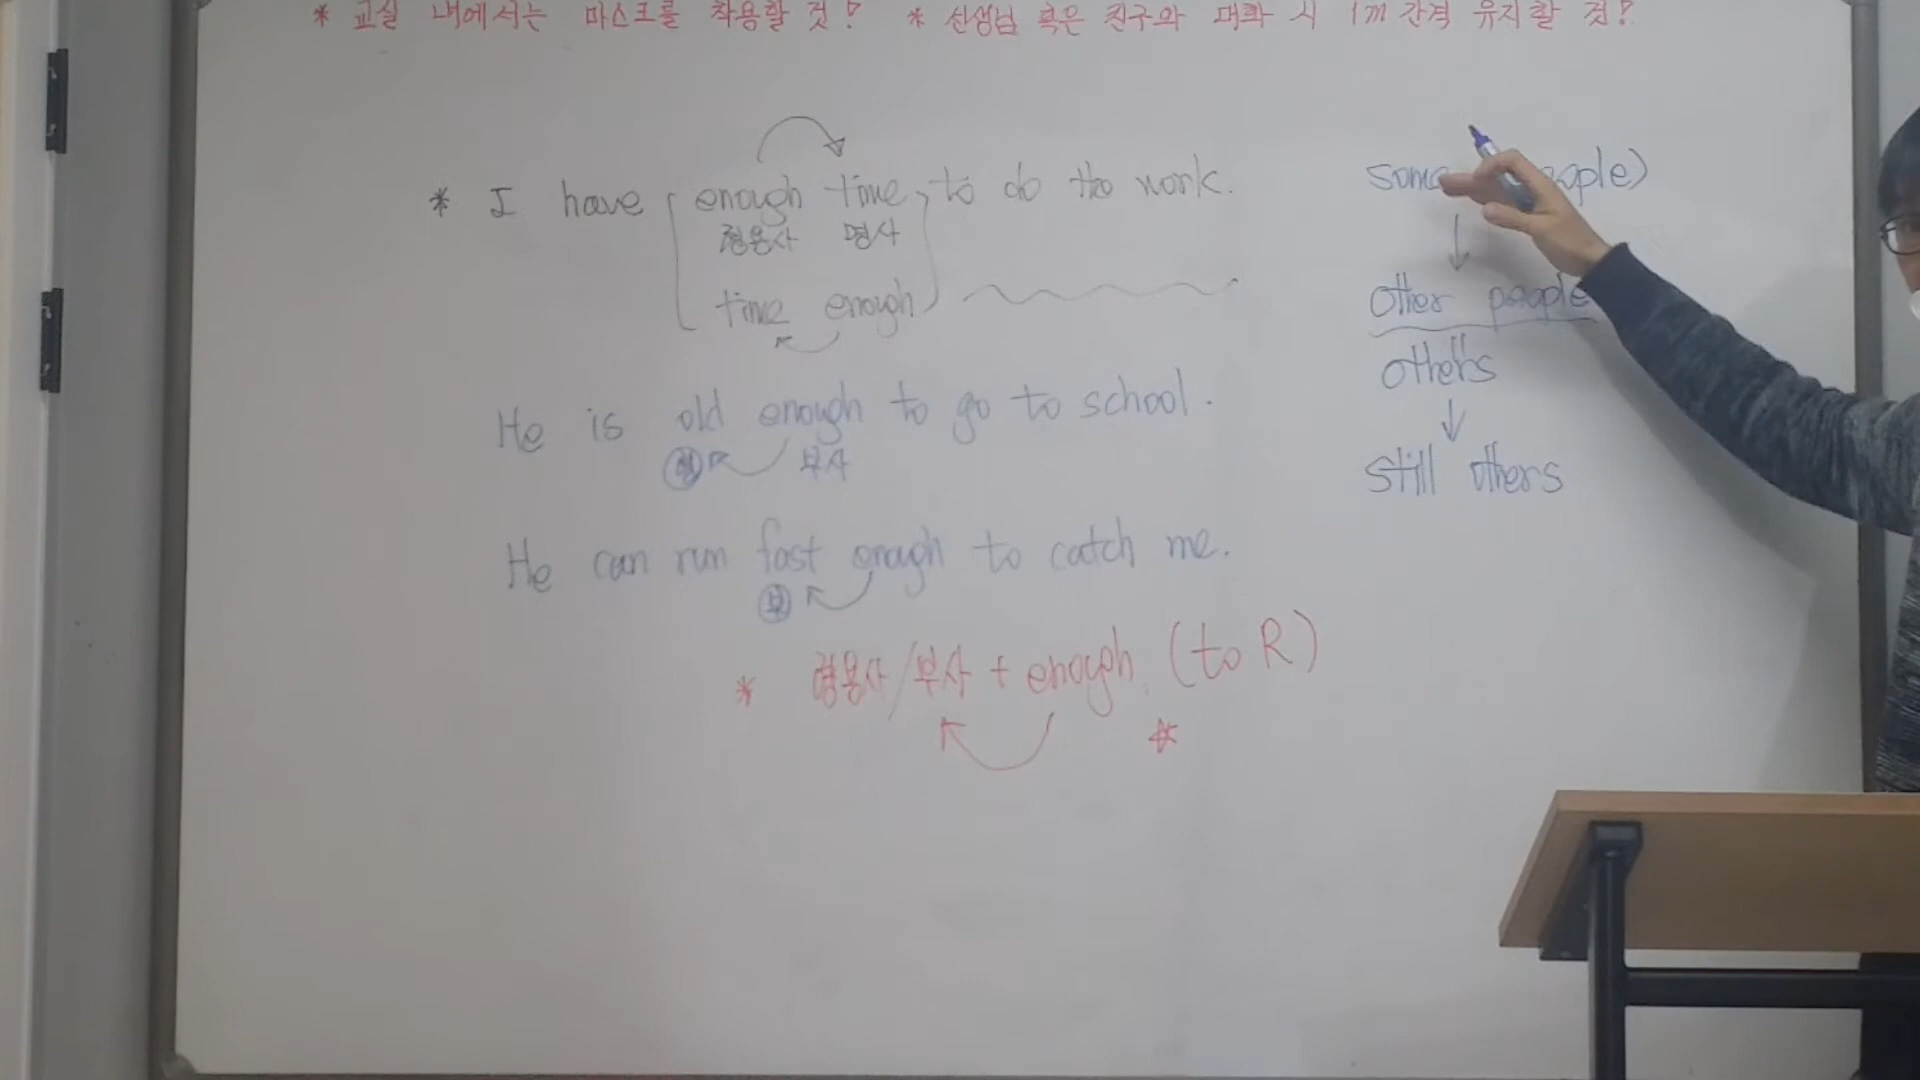 * 교실 내에서는 마스크를 착용할 것! * 선생님 혹은 친구와 대화 시 1m 간격 유지할 것!
* I have enough time to do the work.
형용사 명사
time enough
He is old enough to go to school.
형 부사
He can run fast enough to catch me.
부
* 형용사/부사 + enough (to R)
*
some people)
↓
Other people
others
↓
Still others